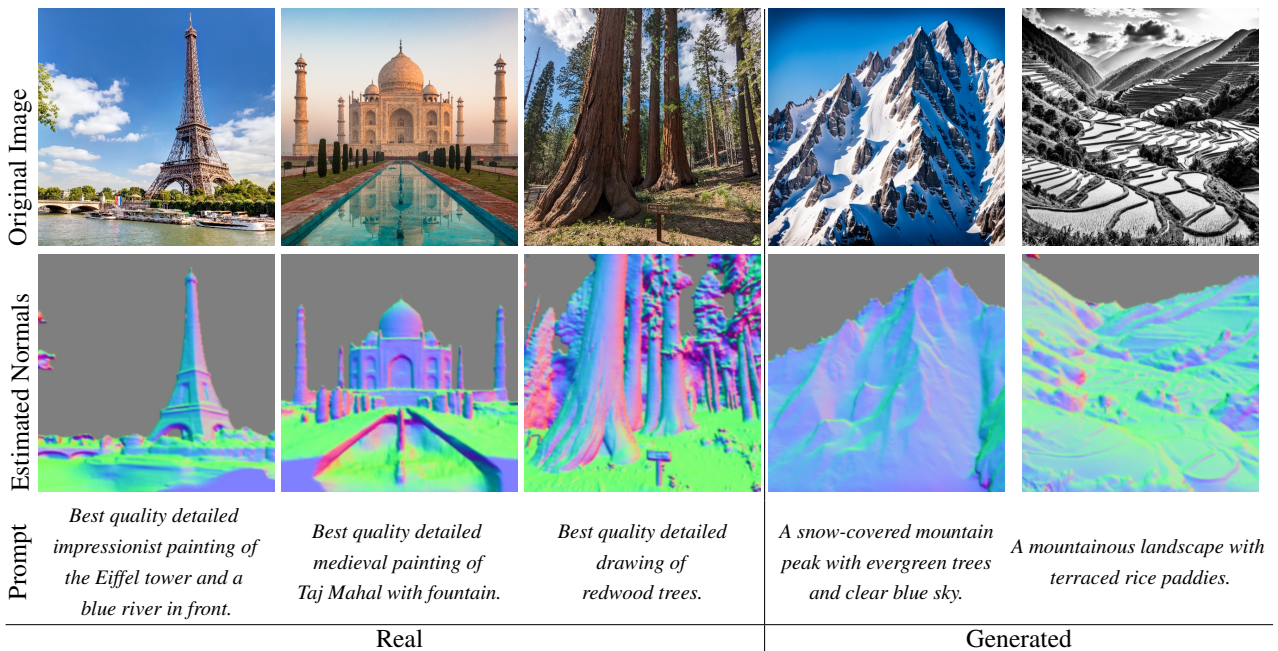 Original Image
Estimated Normals
Prompt
Best quality detailed
impressionist painting of
the Eiffel tower and a
blue river in front.
Best quality detailed
medieval painting of
Taj Mahal with fountain.
Best quality detailed
drawing of
redwood trees.
A snow-covered mountain
peak with evergreen trees
and clear blue sky.
A mountainous landscape with
terraced rice paddies.
Real
Generated